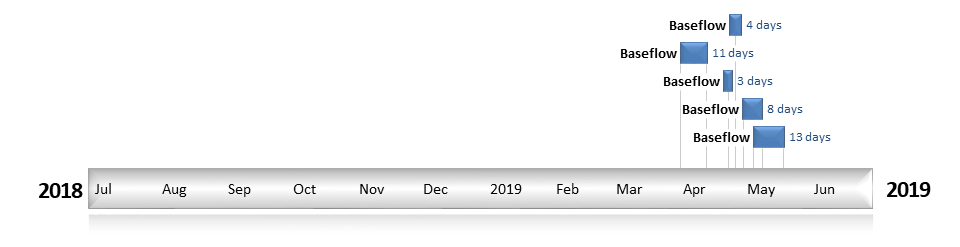 Baseflow 4 days
Baseflow 11 days
Baseflow 3 days
Baseflow 8 days
Baseflow 13 days
2018 Jul Aug Sep Oct Nov Dec 2019 Feb Mar Apr May Jun 2019